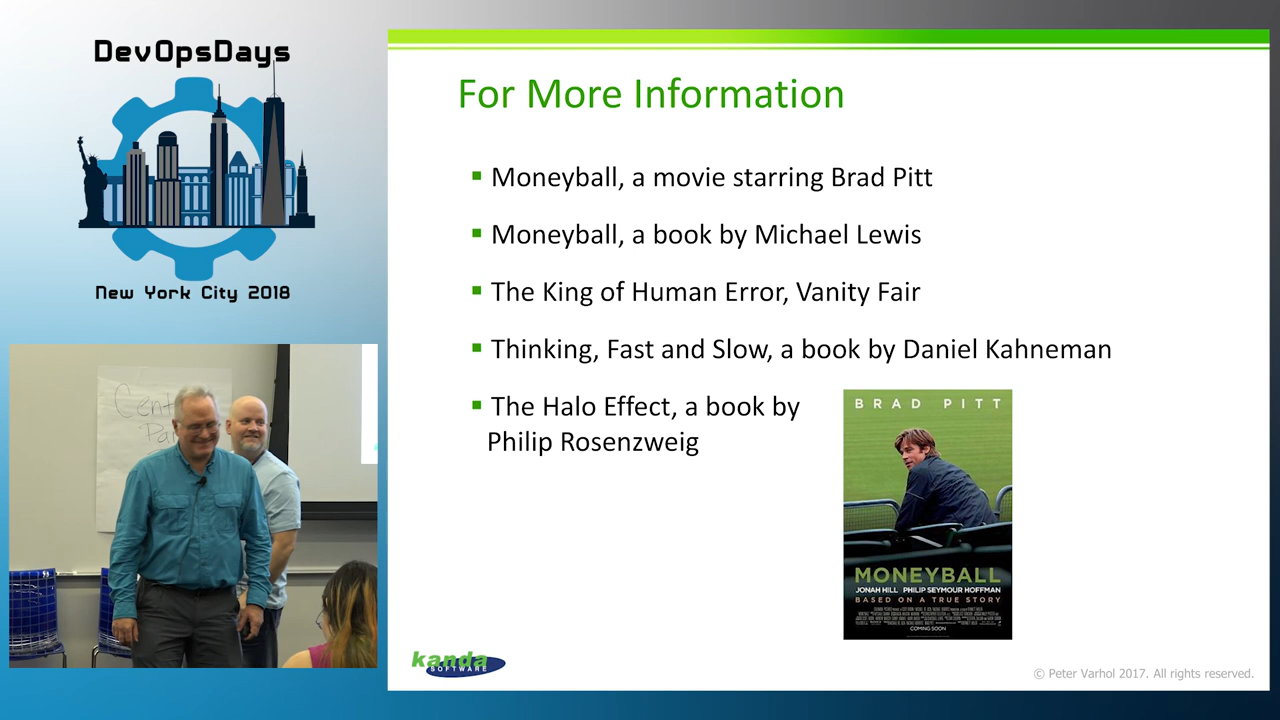 DevOpsDays
New York City 2018
For More Information
Moneyball, a movie starring Brad Pitt
Moneyball, a book by Michael Lewis
The King of Human Error, Vanity Fair
Thinking, Fast and Slow, a book by Daniel Kahneman
The Halo Effect, a book by
Philip Rosenzweig
BRAD PITT
MONEYBALL
JONAH HILL PHILIP SEYMOUR HOFFMAN
BASED ON A TRUE STORY
COMING SOON
kanda
SOFTWARE
© Peter Varhol 2017. All rights reserved.